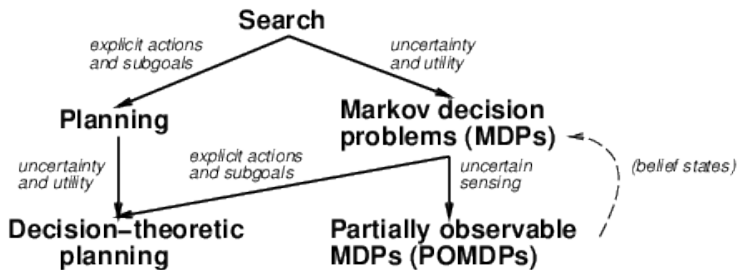 Search
explicit actions
and subgoals
uncertainty
and utility
Planning
Markov decision
problems (MDPs)
uncertainty
and utility
explicit actions
and subgoals
uncertain
sensing
(belief states)
Decision–theoretic
planning
Partially observable
MDPs (POMDPs)